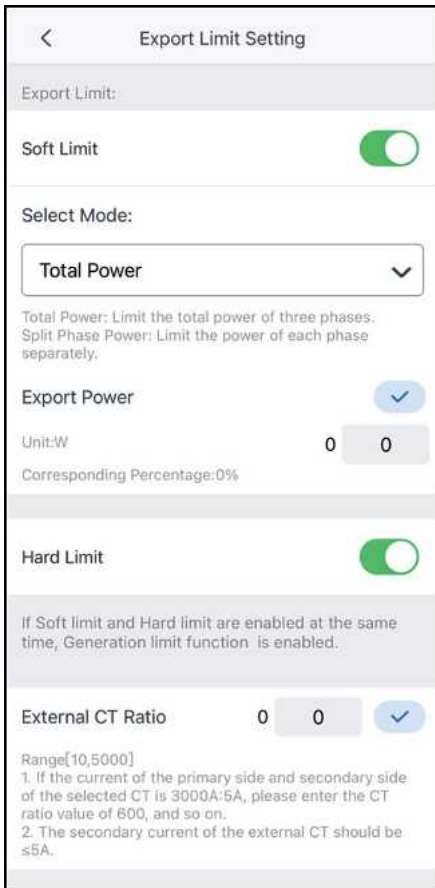 Export Limit Setting
Export Limit:
Soft Limit
Select Mode:
Total Power
Total Power: Limit the total power of three phases.
Split Phase Power: Limit the power of each phase
separately.
Export Power
Unit:W 0 0
Corresponding Percentage:0%
Hard Limit
If Soft limit and Hard limit are enabled at the same
time, Generation limit function is enabled.
External CT Ratio 0 0
Range[10,5000]
1. If the current of the primary side and secondary side
of the selected CT is 3000A:5A, please enter the CT
ratio value of 600, and so on.
2. The secondary current of the external CT should be
≤5A.